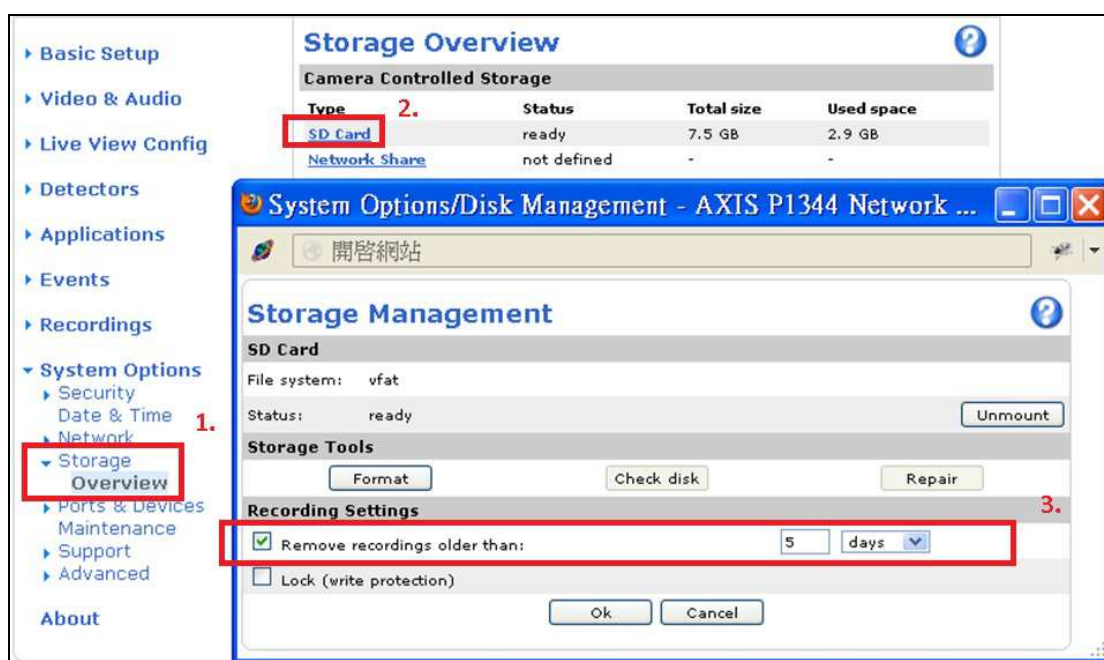 Basic Setup
Video & Audio
Live View Config
Detectors
Applications
Events
Recordings
System Options
Security
Date & Time
1.
Network
Storage
Overview
Ports & Devices
Maintenance
Support
Advanced
About
Storage Overview
Camera Controlled Storage
Type Status Total size Used space
2.
SD Card ready 7.5 GB 2.9 GB
Network Share not defined - -
System Options/Disk Management - AXIS P1344 Network ...
開啓網站
Storage Management
SD Card
File system: vfat
Status: ready Unmount
Storage Tools
Format Check disk Repair
Recording Settings
3.
Remove recordings older than: 5 days
Lock (write protection)
Ok Cancel